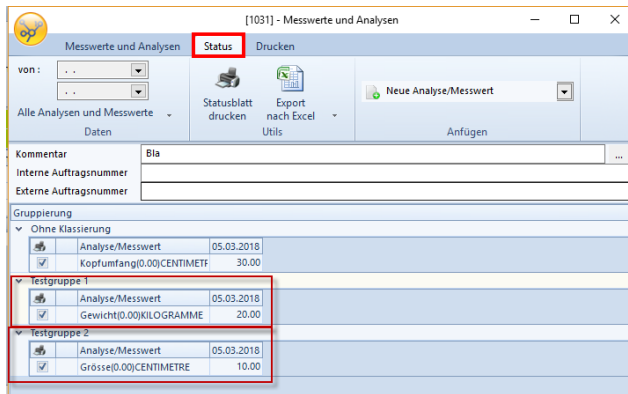 [1031] - Messwerte und Analysen
Messwerte und Analysen Status Drucken
von : . .
. .
Alle Analysen und Messwerte
Daten
Statusblatt drucken
Export nach Excel
Utils
Neue Analyse/Messwert
Anfügen
Kommentar Bla ...
Interne Auftragsnummer
Externe Auftragsnummer
Gruppierung
Ohne Klassierung
Analyse/Messwert 05.03.2018
Kopfumfang(0.00)CENTIMETF 30.00
Testgruppe 1
Analyse/Messwert 05.03.2018
Gewicht(0.00)KILOGRAMME 20.00
Testgruppe 2
Analyse/Messwert 05.03.2018
Grösse(0.00)CENTIMETRE 10.00